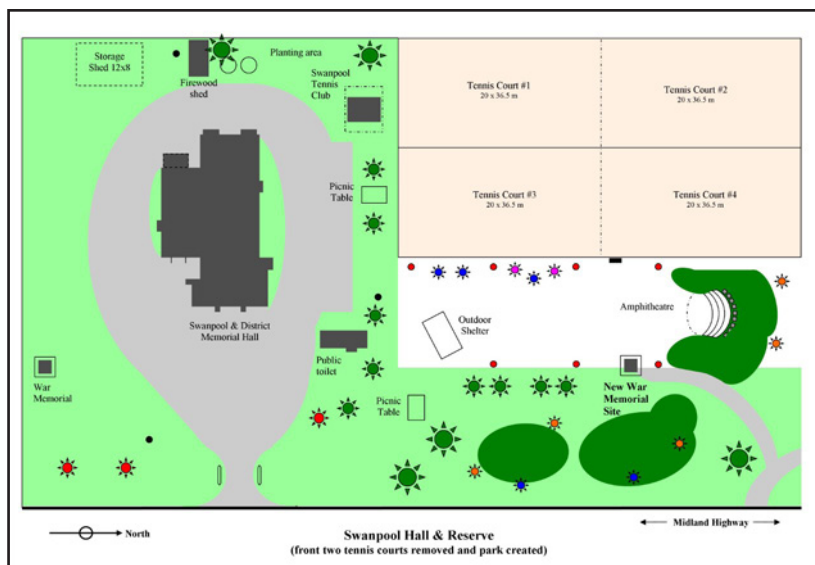 Storage
Shed 12x8
Firewood
shed
Planting area
Swanpool
Tennis
Club
Tennis Court #1
20 x 36.5 m
Tennis Court #2
20 x 36.5 m
Picnic
Table
Tennis Court #3
20 x 36.5 m
Tennis Court #4
20 x 36.5 m
Swanpool & District
Memorial Hall
Outdoor
Shelter
Amphitheatre
Public
toilet
War
Memorial
Picnic
Table
New War
Memorial
Site
North
Swanpool Hall & Reserve
(front two tennis courts removed and park created)
Midland Highway